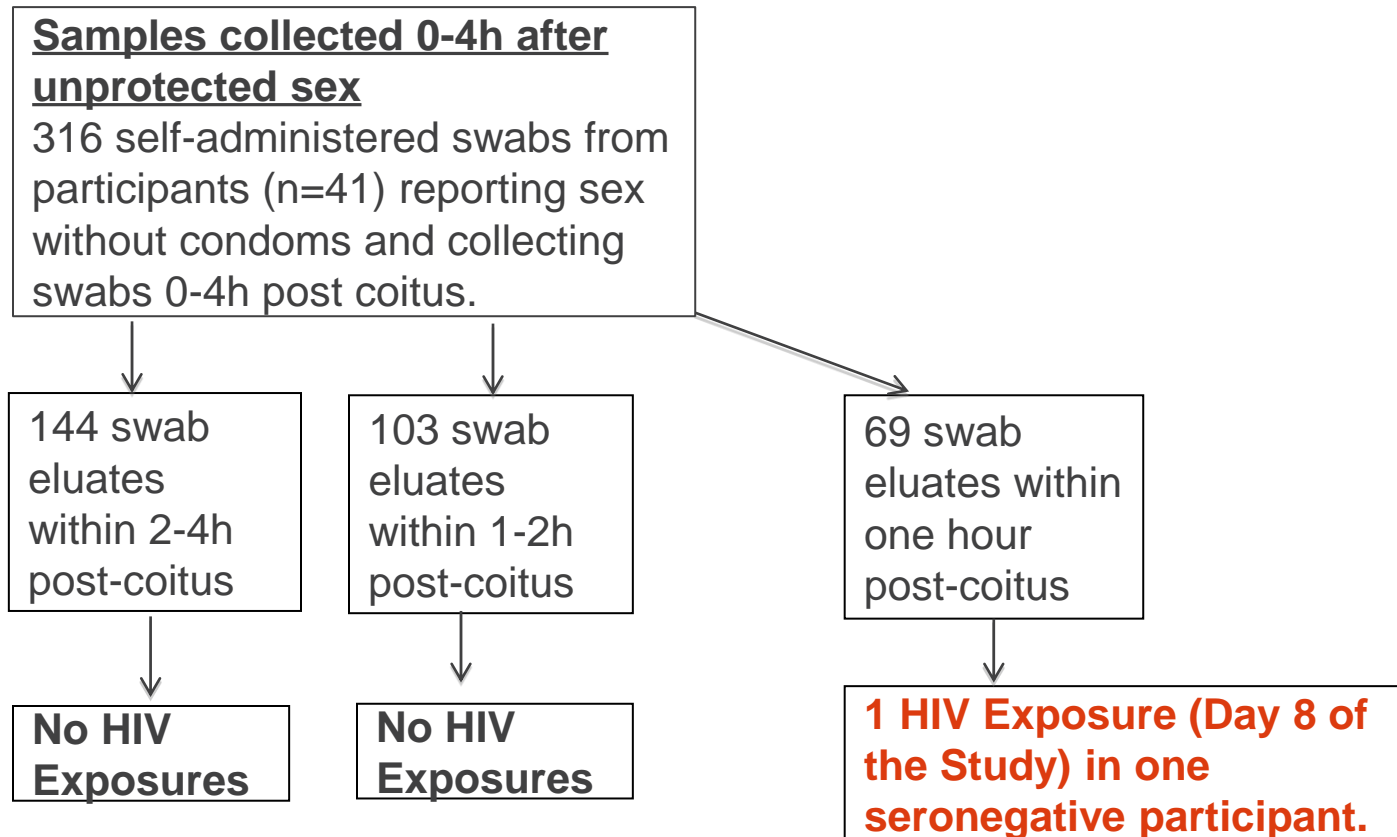 Samples collected 0-4h after
unprotected sex
316 self-administered swabs from
participants (n=41) reporting sex
without condoms and collecting
swabs 0-4h post coitus.
144 swab
eluates
within 2-4h
post-coitus
103 swab
eluates
within 1-2h
post-coitus
69 swab
eluates within
one hour
post-coitus
No HIV
Exposures
No HIV
Exposures
1 HIV Exposure (Day 8 of
the Study) in one
seronegative participant.